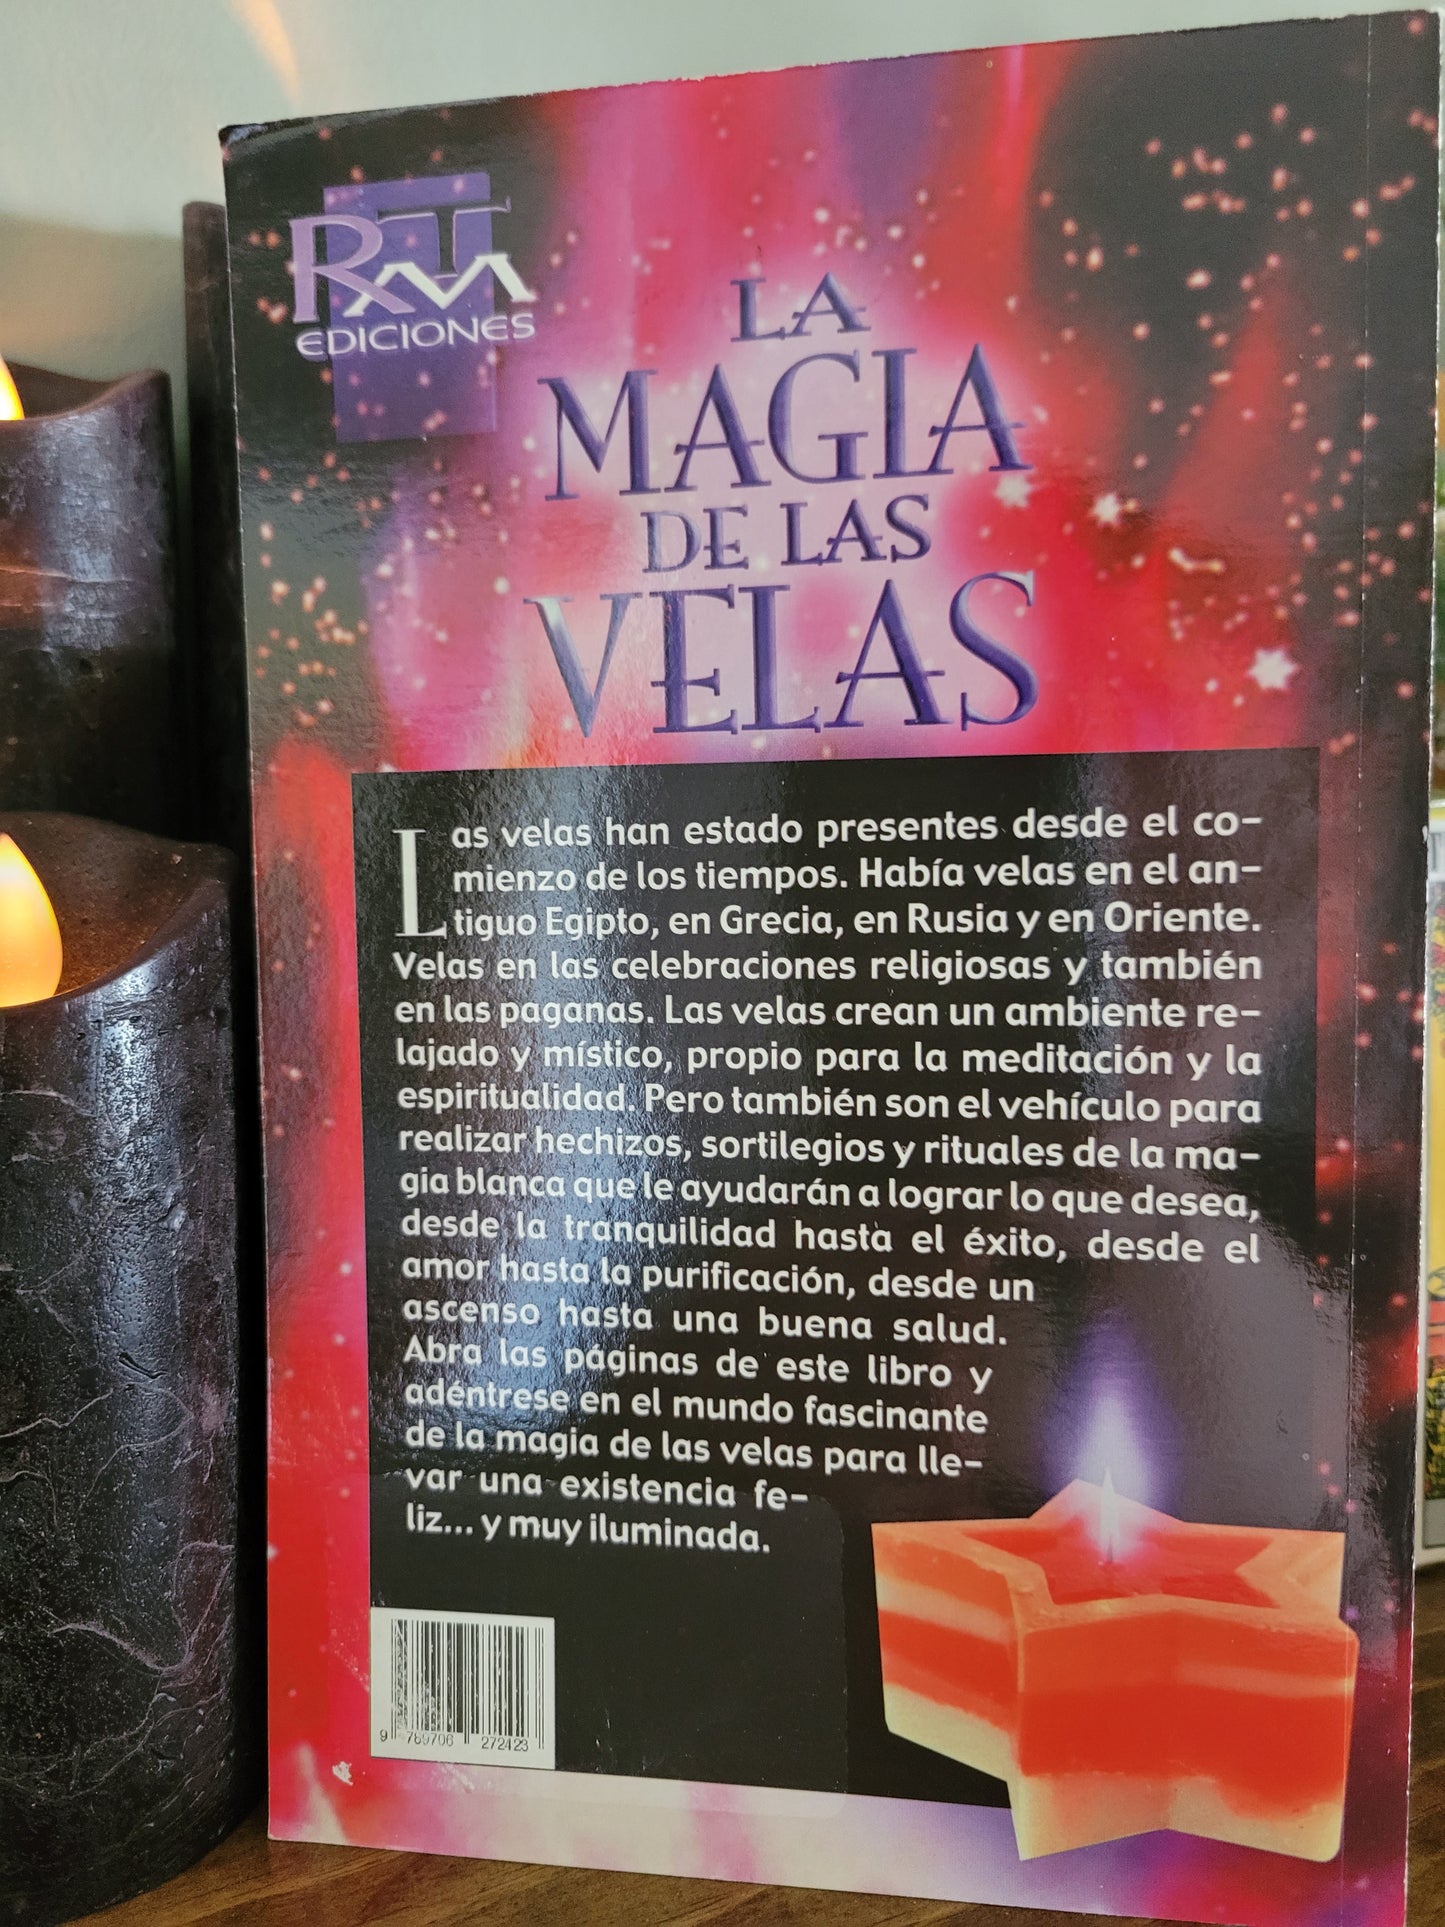 RTM
EDICIONES
LA
MAGIA
DE LAS
VELAS
Las velas han estado presentes desde el co-
mienzo de los tiempos. Había velas en el an-
tiguo Egipto, en Grecia, en Rusia y en Oriente.
Velas en las celebraciones religiosas y también
en las paganas. Las velas crean un ambiente re-
lajado y místico, propio para la meditación y la
espiritualidad. Pero también son el vehículo para
realizar hechizos, sortilegios y rituales de la ma-
gia blanca que le ayudarán a lograr lo que desea,
desde la tranquilidad hasta el éxito, desde el
amor hasta la purificación, desde un
ascenso hasta una buena salud.
Abra las páginas de este libro y
adéntrese en el mundo fascinante
de la magia de las velas para lle-
var una existencia fe-
liz... y muy iluminada.
9 789706 272423